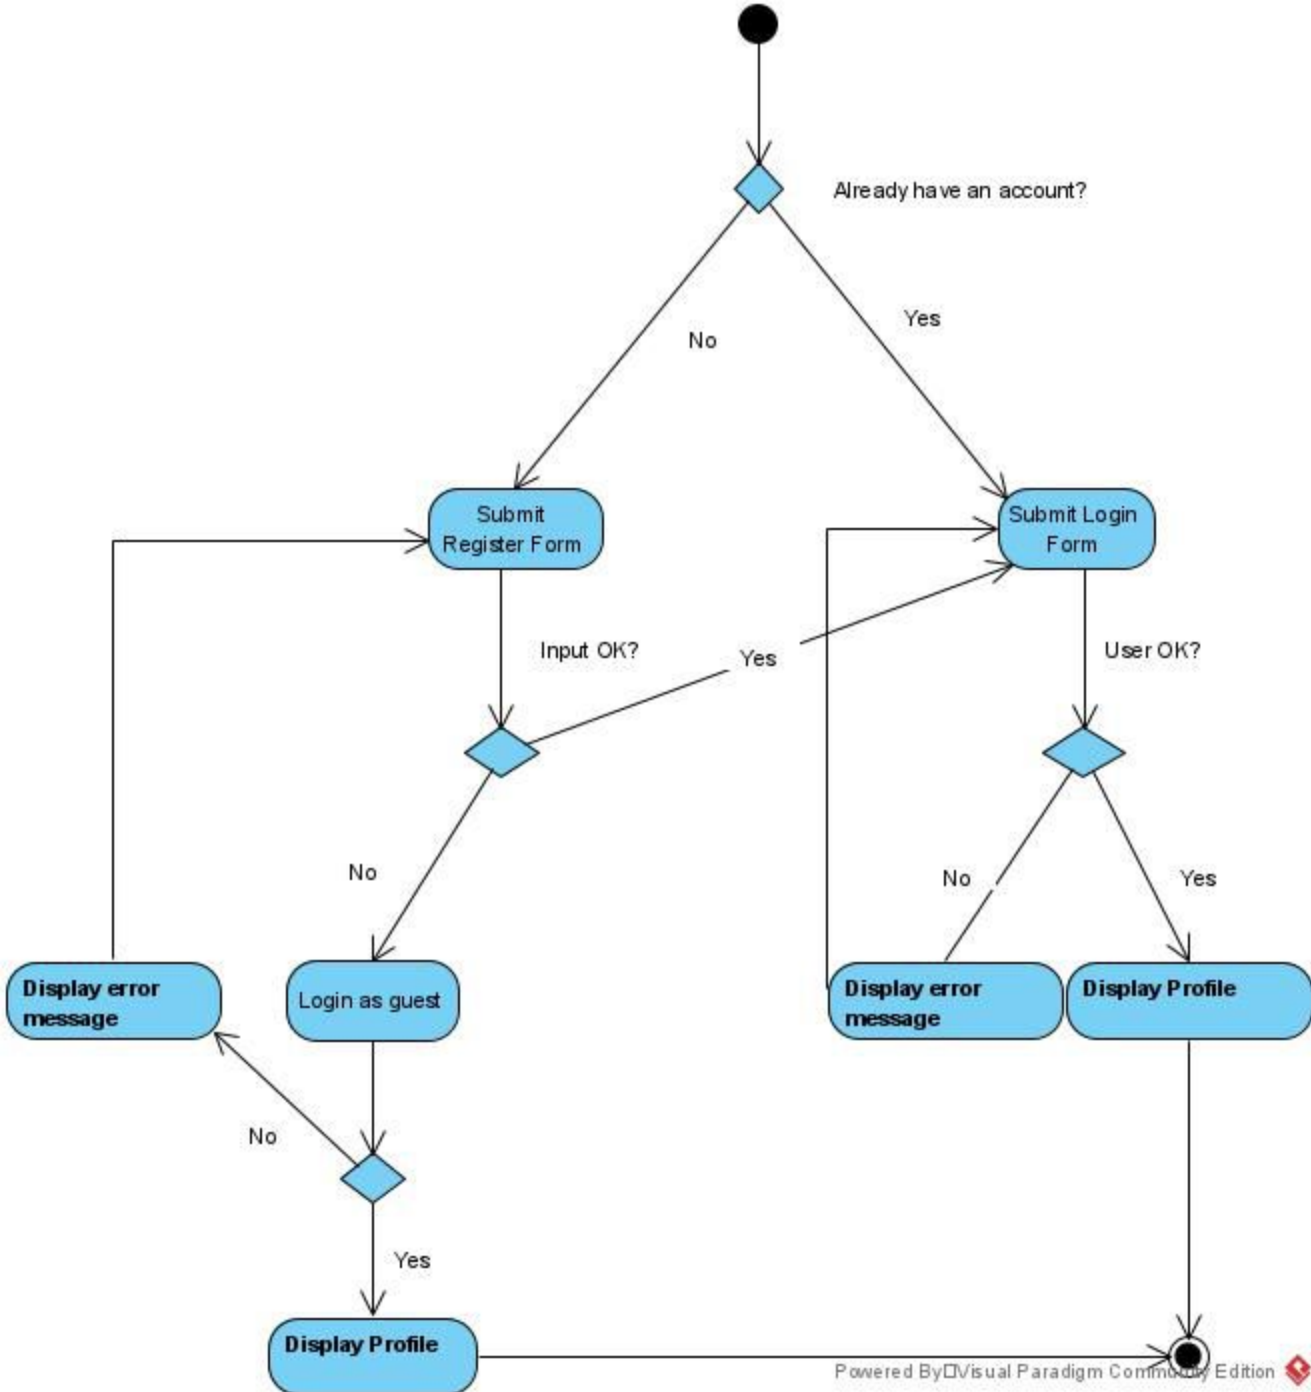 Already have an account?
Yes
No
Submit
Register Form
Submit Login
Form
Input OK?
Yes
User OK?
No
No
Yes
Display error
message
Login as guest
Display error
message
Display Profile
No
Yes
Display Profile
Powered By□Visual Paradigm Community Edition